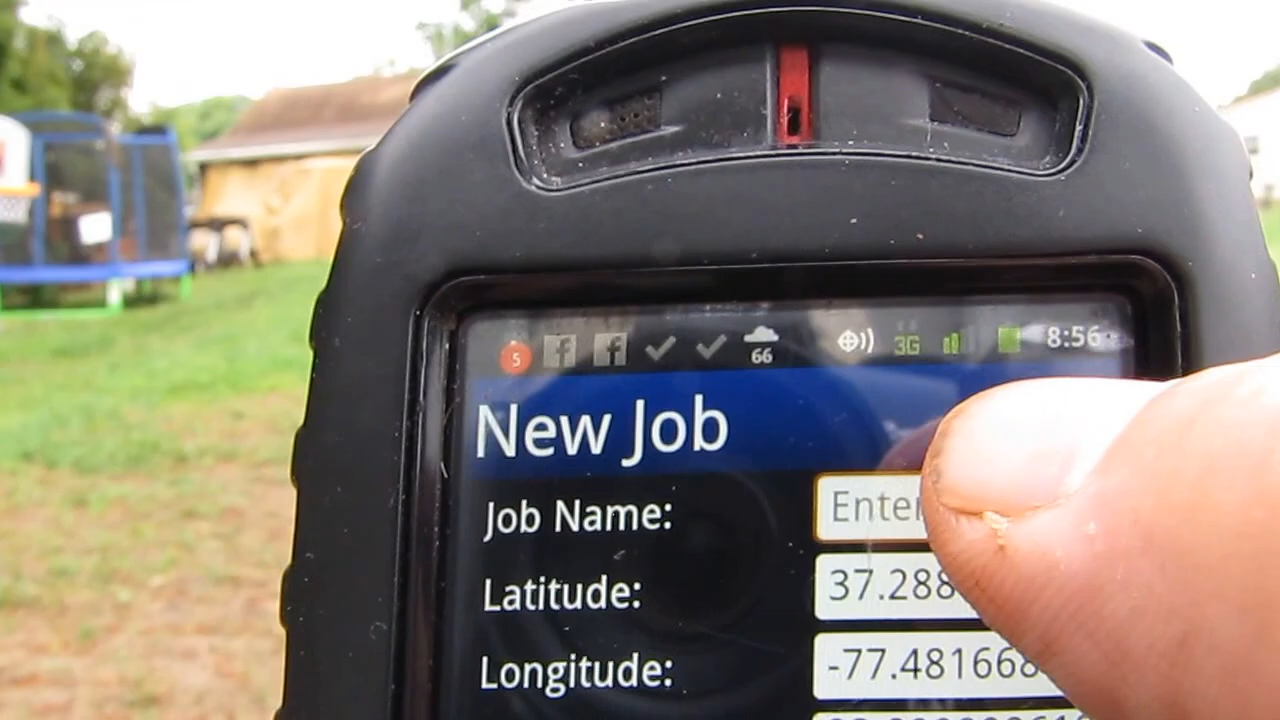 5 66 3G 8:56
New Job
Job Name: Enter
Latitude: 37.288
Longitude: -77.481668